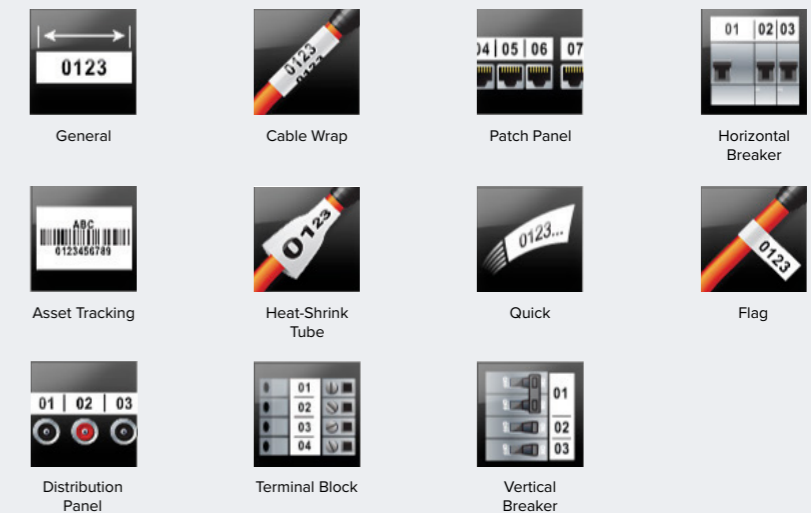 0123
General
0123
Cable Wrap
04 05 06 07
Patch Panel
01 02 03
Horizontal
Breaker
ABC
0123456789
Asset Tracking
0123
Heat-Shrink
Tube
0123...
Quick
0123
Flag
01 02 03
Distribution
Panel
01
02
03
04
Terminal Block
01
02
03
Vertical
Breaker